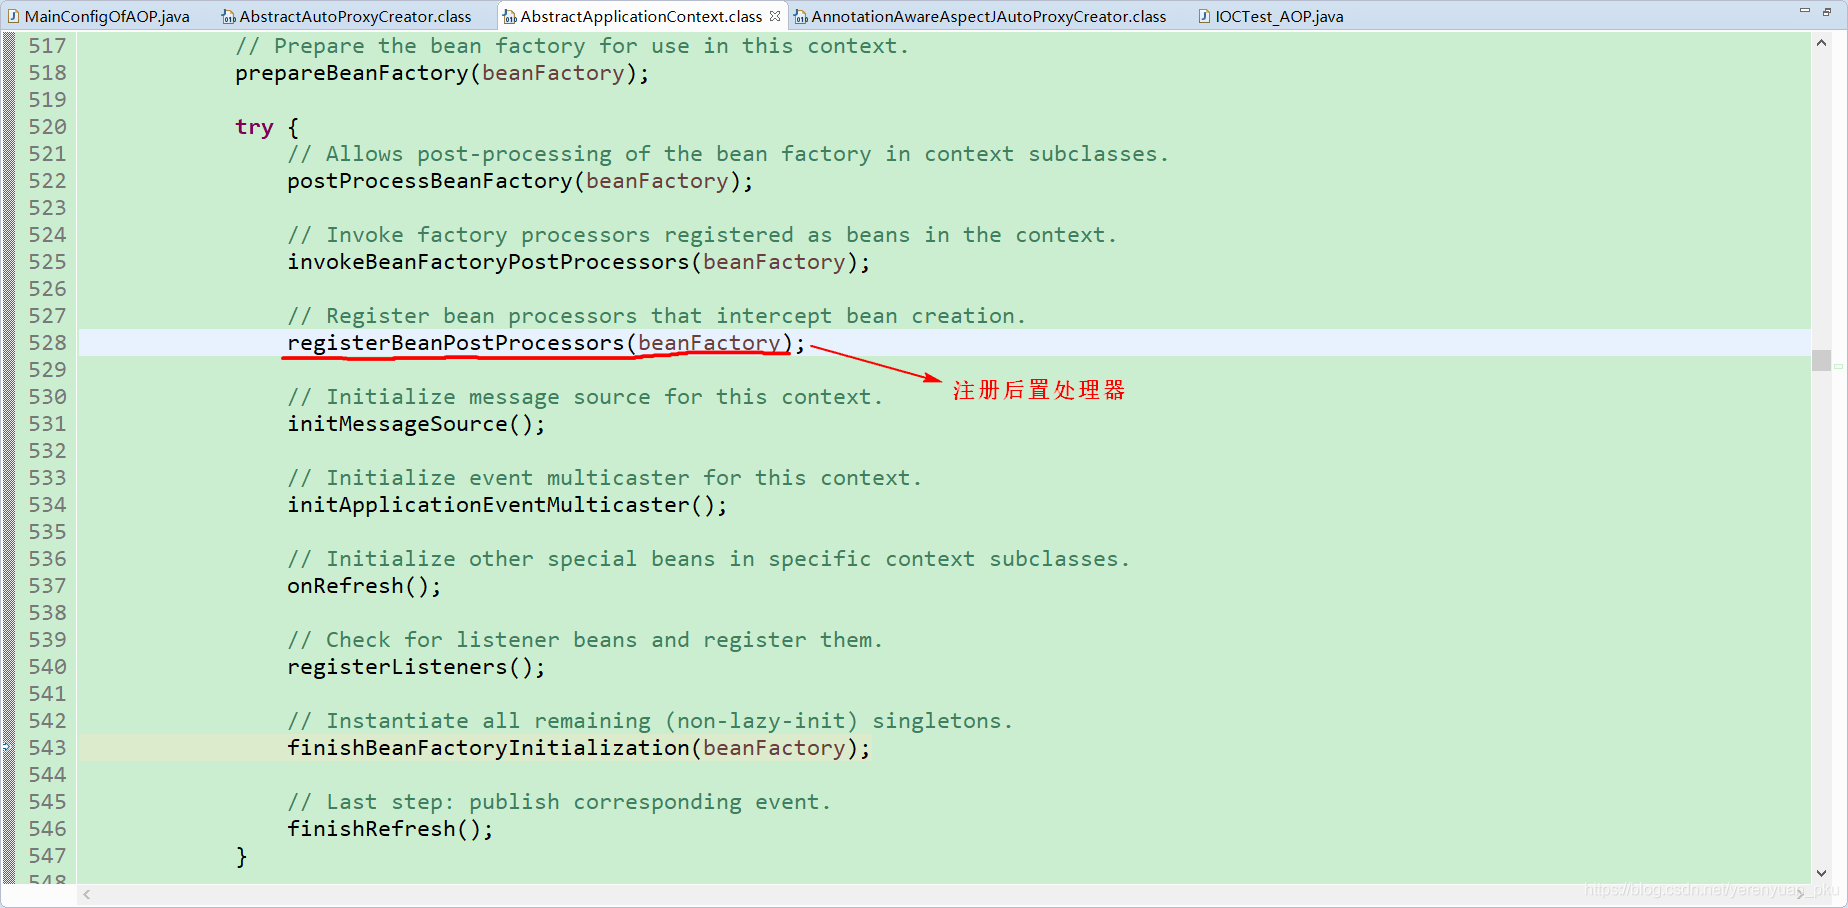 MainConfigOfAOP.java AbstractAutoProxyCreator.class AbstractApplicationContext.class AnnotationAwareAspectJAutoProxyCreator.class IOCTest_AOP.java
517 // Prepare the bean factory for use in this context.
518 prepareBeanFactory(beanFactory);
519
520 try {
521 // Allows post-processing of the bean factory in context subclasses.
522 postProcessBeanFactory(beanFactory);
523
524 // Invoke factory processors registered as beans in the context.
525 invokeBeanFactoryPostProcessors(beanFactory);
526
527 // Register bean processors that intercept bean creation.
528 registerBeanPostProcessors(beanFactory);
529
注册后置处理器
530 // Initialize message source for this context.
531 initMessageSource();
532
533 // Initialize event multicaster for this context.
534 initApplicationEventMulticaster();
535
536 // Initialize other special beans in specific context subclasses.
537 onRefresh();
538
539 // Check for listener beans and register them.
540 registerListeners();
541
542 // Instantiate all remaining (non-lazy-init) singletons.
543 finishBeanFactoryInitialization(beanFactory);
544
545 // Last step: publish corresponding event.
546 finishRefresh();
547 }
548
https://blog.csdn.net/yerenyuan_pku